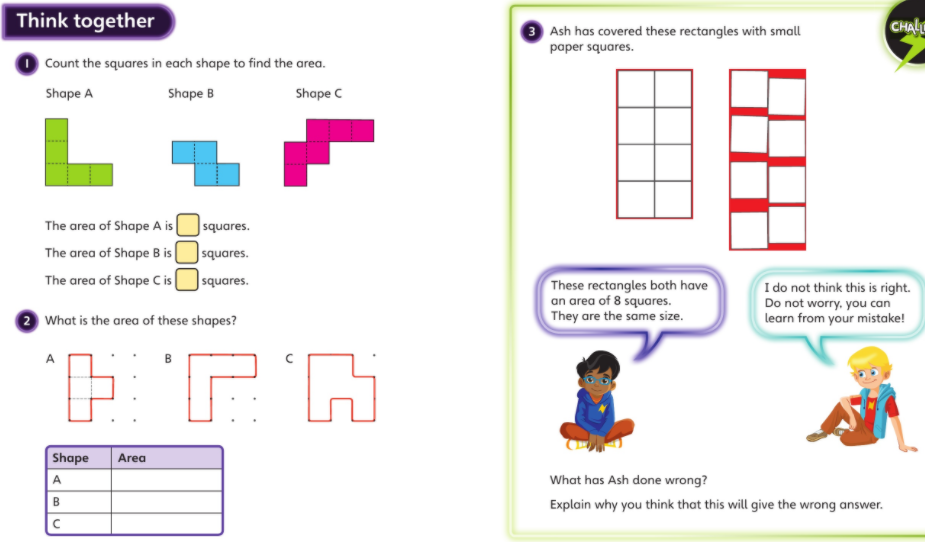 Think together
1 Count the squares in each shape to find the area.
Shape A Shape B Shape C
The area of Shape A is squares.
The area of Shape B is squares.
The area of Shape C is squares.
2 What is the area of these shapes?
A B C
Shape Area
A
B
C
3 Ash has covered these rectangles with small
paper squares.
These rectangles both have
an area of 8 squares.
They are the same size.
I do not think this is right.
Do not worry, you can
learn from your mistake!
What has Ash done wrong?
Explain why you think that this will give the wrong answer.